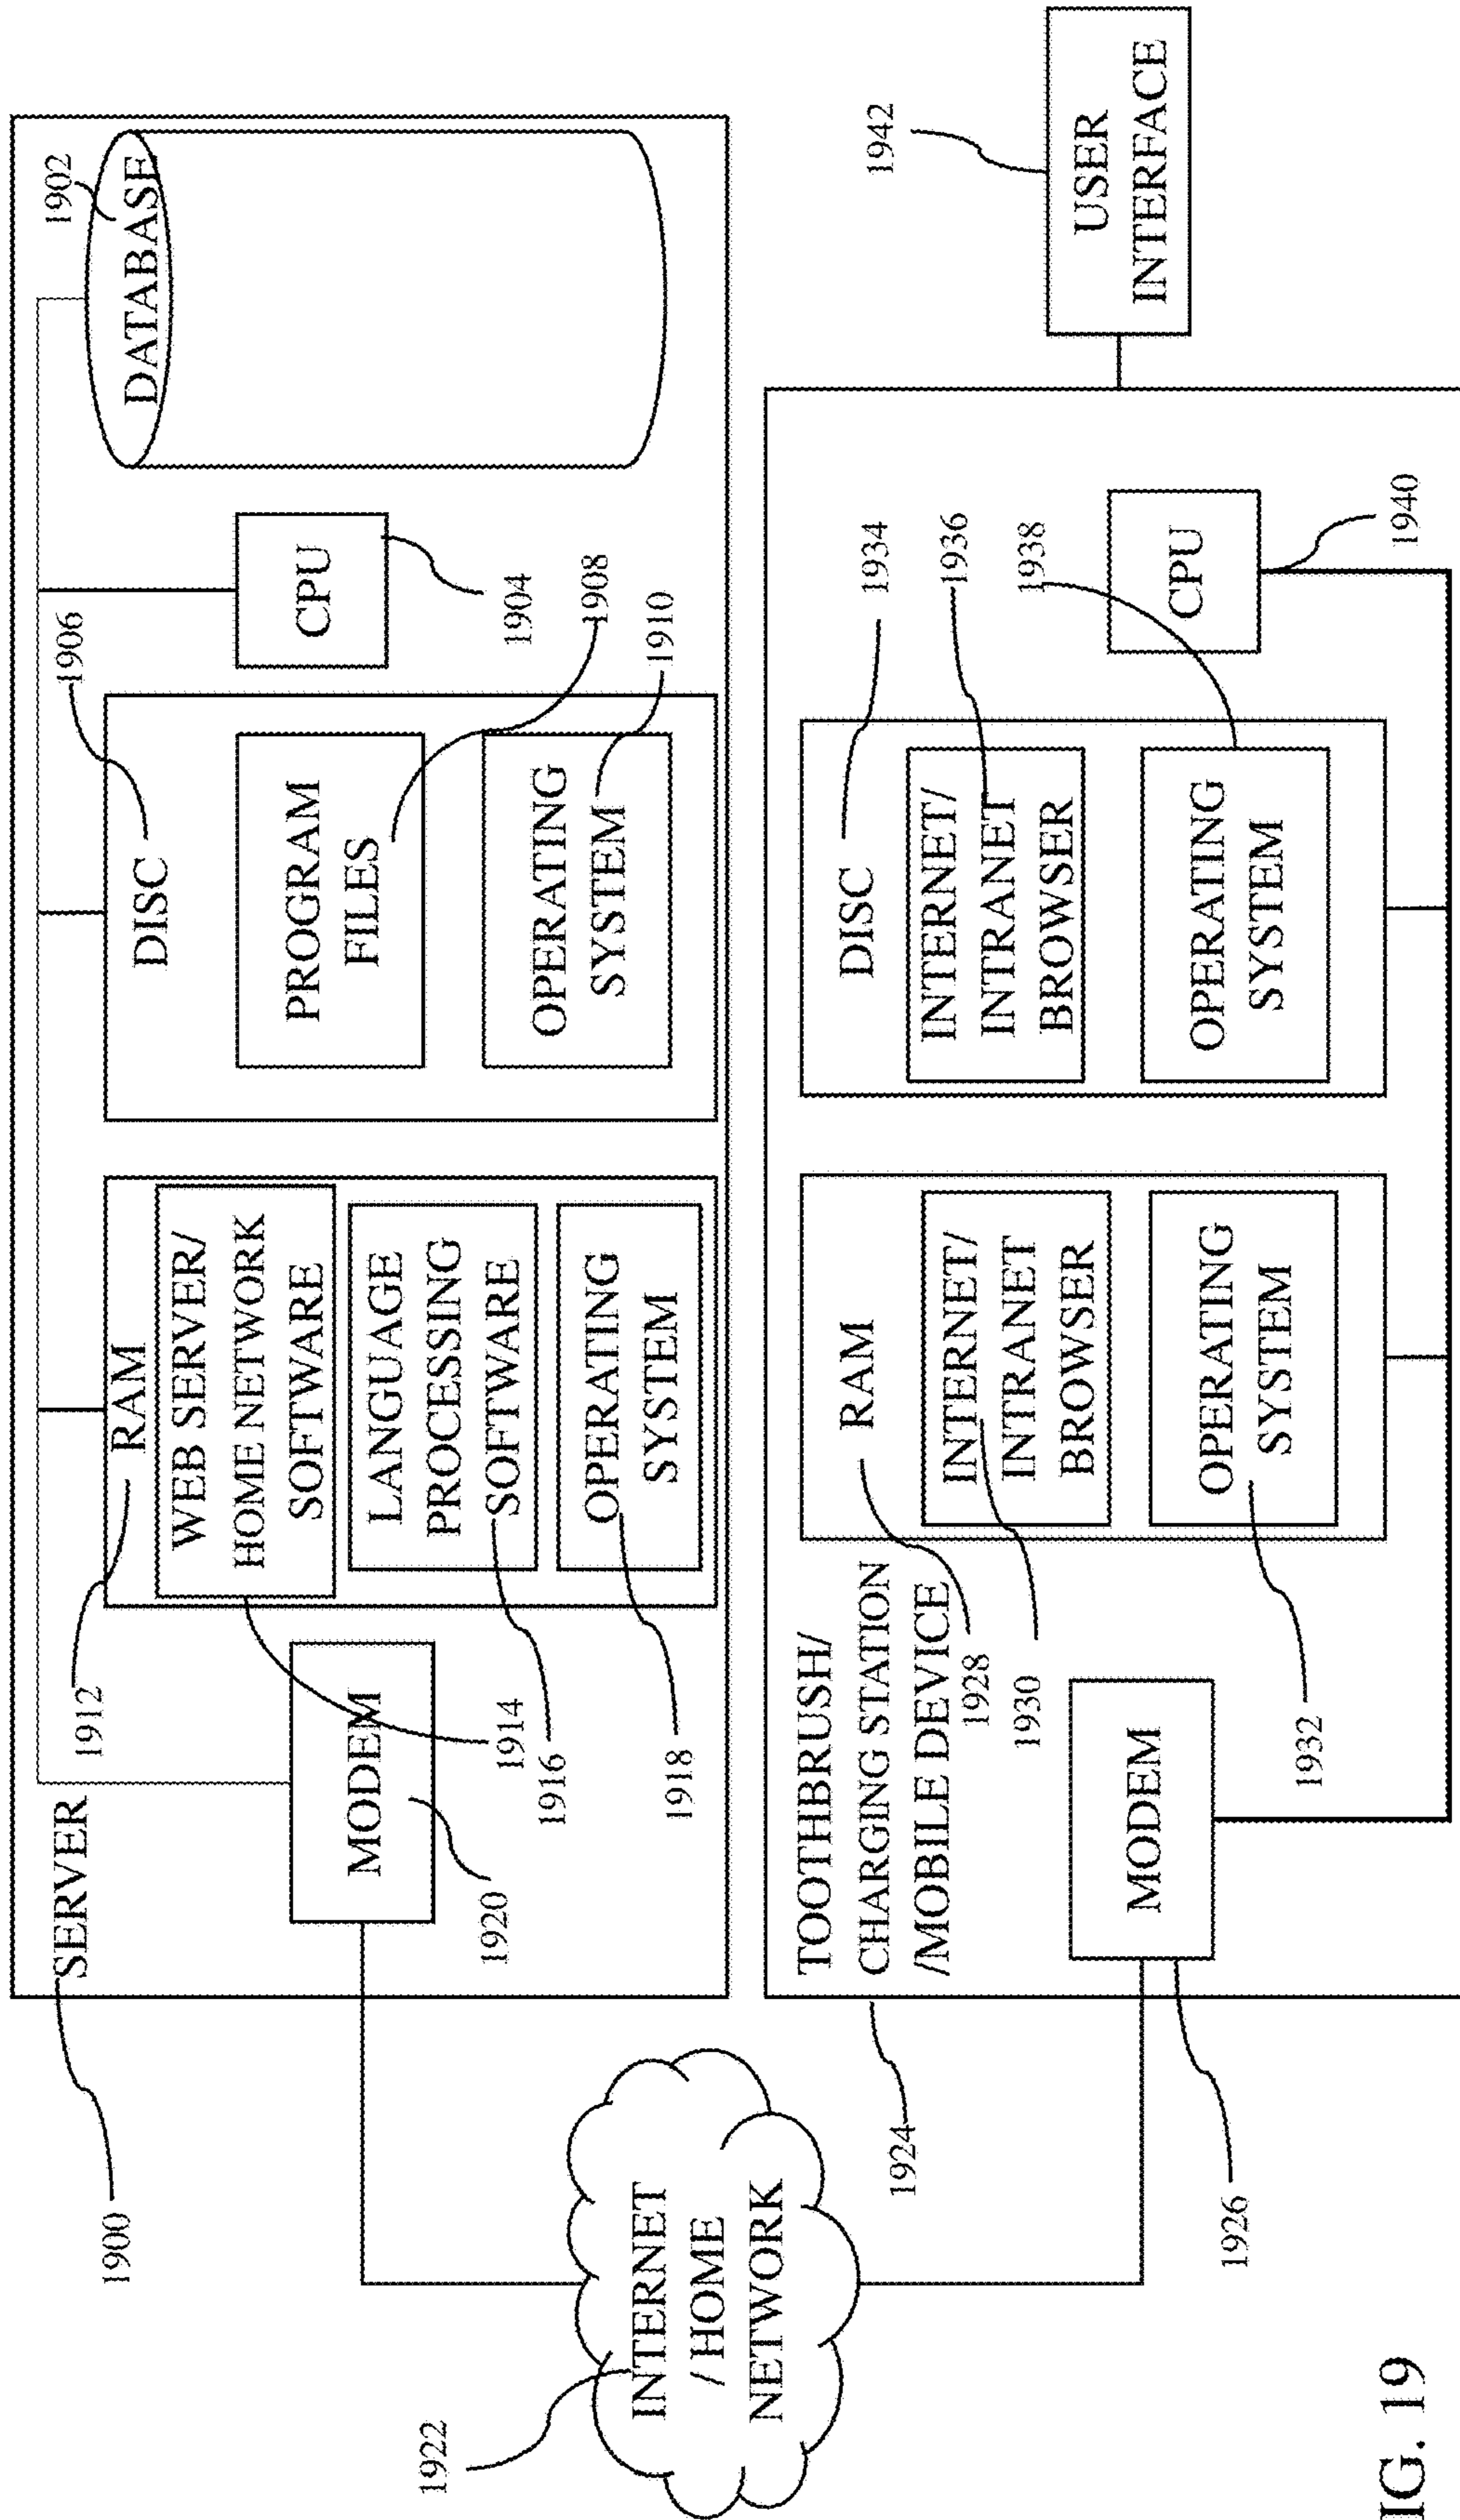 SERVER
1900
1912
RAM
WEB SERVER/
HOME NETWORK
SOFTWARE
LANGUAGE
PROCESSING
SOFTWARE
OPERATING
SYSTEM
1914
1916
1918
MODEM
1920
1906
DISC
PROGRAM
FILES
OPERATING
SYSTEM
CPU
1904
1908
1910
1902
DATABASE
1922
INTERNET
/ HOME
NETWORK
1924
1926
TOOTHBRUSH/
CHARGING STATION
/MOBILE DEVICE
MODEM
1928
1930
1932
RAM
INTERNET/
INTRANET
BROWSER
OPERATING
SYSTEM
DISC
INTERNET/
INTRANET
BROWSER
OPERATING
SYSTEM
1934
1936
1938
CPU
1940
1942
USER
INTERFACE
IG. 19